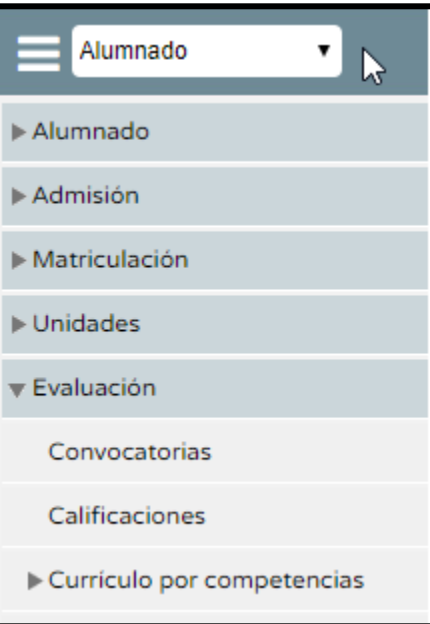 Alumnado
Alumnado
Admisión
Matriculación
Unidades
Evaluación
Convocatorias
Calificaciones
Currículo por competencias